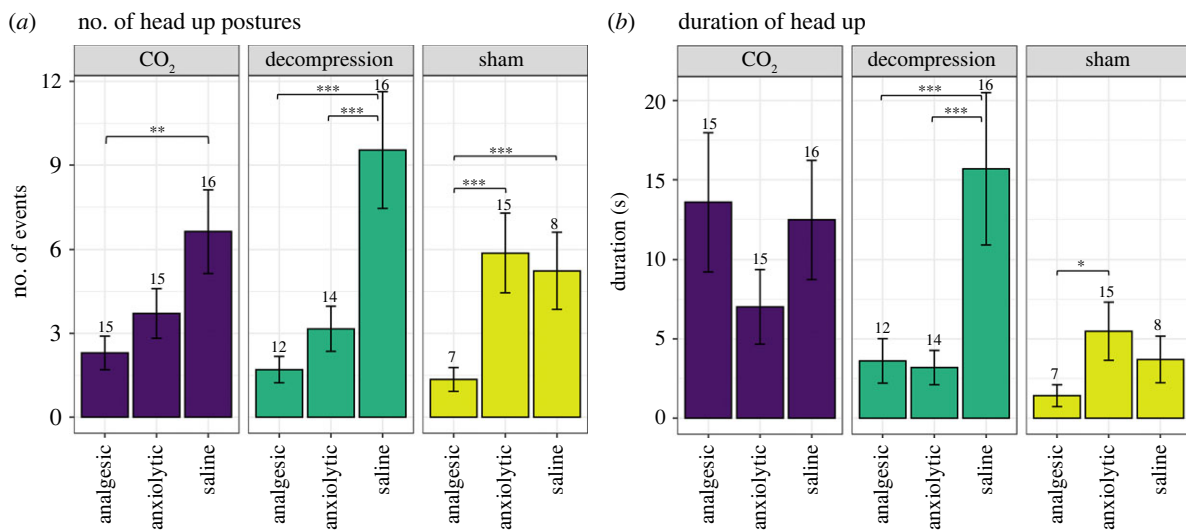 (a) no. of head up postures
CO2 decompression sham
12
9
6
3
0
no. of events
** *** *** *** ***
15 15 16 12 14 16 7 15 8
analgesic anxiolytic saline analgesic anxiolytic saline analgesic anxiolytic saline
(b) duration of head up
CO2 decompression sham
20
15
10
5
0
duration (s)
*** *** *
15 15 16 12 14 16 7 15 8
analgesic anxiolytic saline analgesic anxiolytic saline analgesic anxiolytic saline